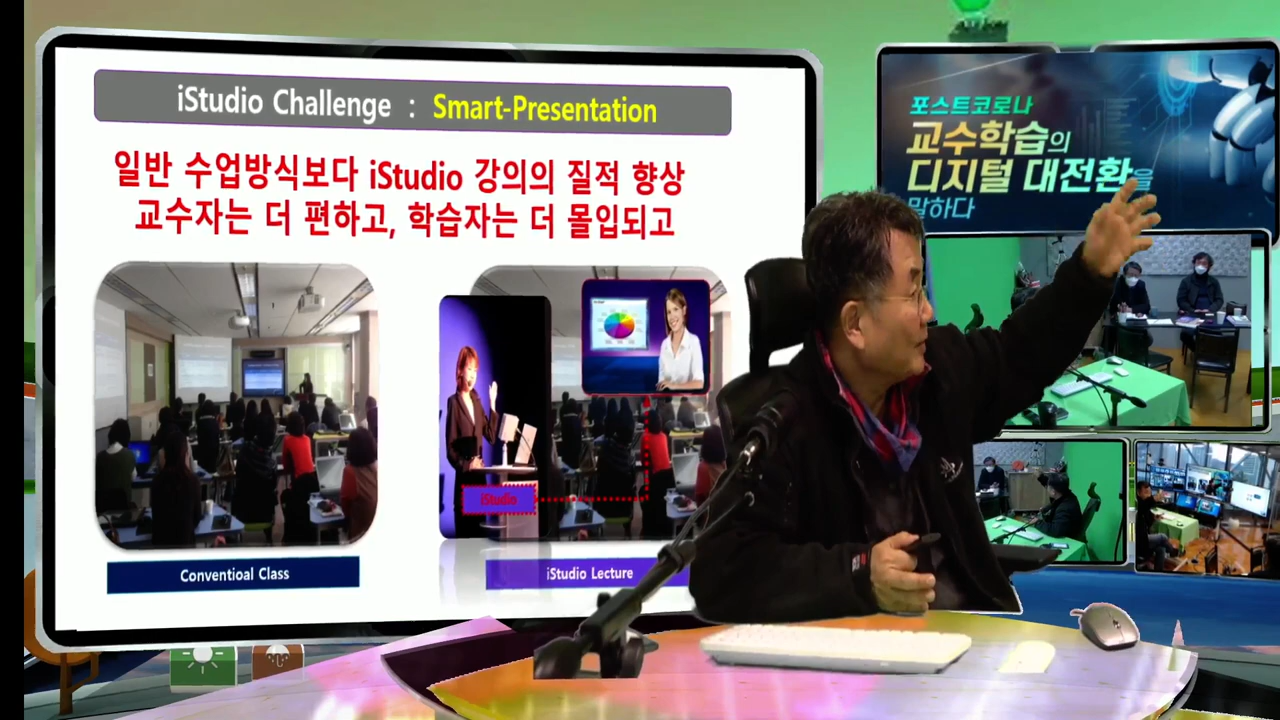 iStudio Challenge : Smart-Presentation
일반 수업방식보다 iStudio 강의의 질적 향상
교수자는 더 편하고, 학습자는 더 몰입되고
iStudio
Conventioal Class
iStudio Lecture
포스트코로나
교수학습의
디지털 대전환을
말하다